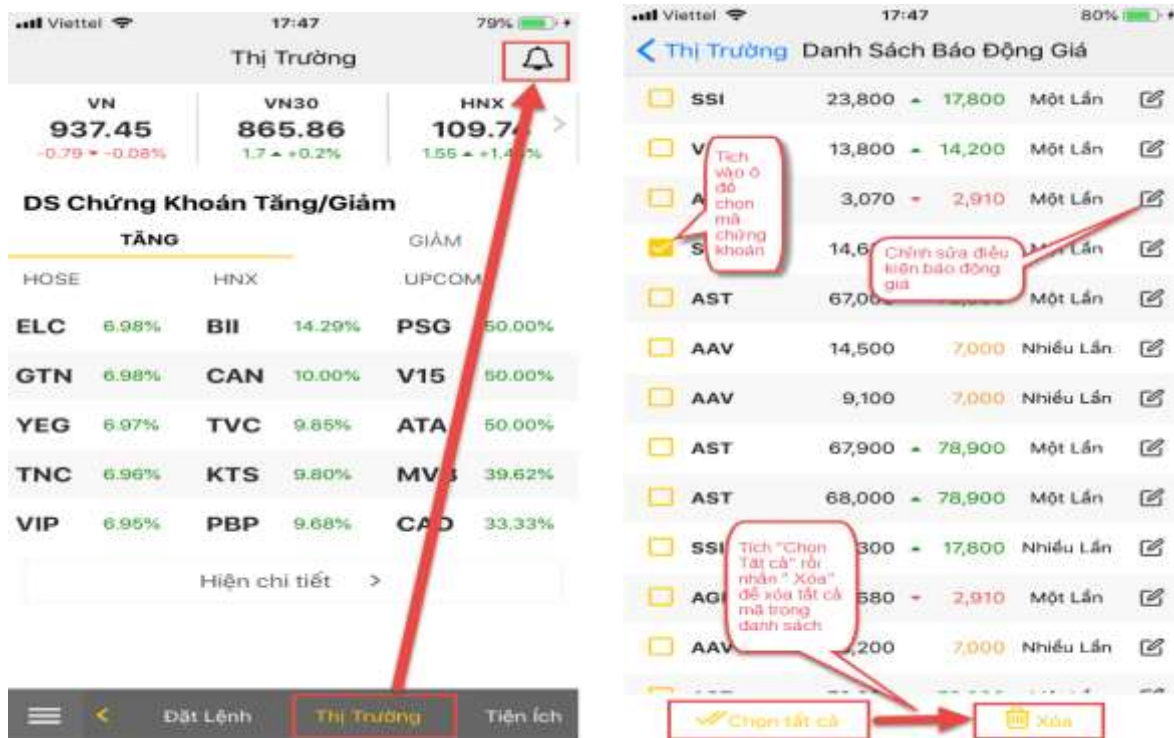 Viettel 17:47 79%
Thị Trường
VN VN30 HNX
937.45 865.86 109.74
-0.79 -0.08% 1.7 +0.2% 1.55
DS Chứng Khoán Tăng/Giảm
TĂNG GIẢM
HOSE HNX UPCOM
ELC 6.98% BII 14.29% PSG 50.00%
GTN 6.98% CAN 10.00% V15 50.00%
YEG 6.97% TVC 9.85% ATA 50.00%
TNC 6.96% KTS 9.80% 39.62%
VIP 6.95% PBP 9.68% 33.33%
Hiện chi tiết >
< Đặt Lệnh Thị Trường Tiện Ích
Viettel 17:47 80%
< Thị Trường Danh Sách Báo Động Giá
SSI 23,800 17,800 Một Lần
13,800 14,200 Một Lần
3,070 2,910 Một Lần
Một Lần
AST Một Lần
AAV 14,500 7,000 Nhiều Lần
AAV 9,100 7,000 Nhiều Lần
AST 67,900 78,900 Một Lần
AST 68,000 78,900 Một Lần
SSI 17,800 Nhiều Lần
2,910 Một Lần
AAV 7,000 Nhiều Lần
Tích
vào ô
đó
chọn
mã
chứng
khoán
Chỉnh sửa điều
kiện báo động
giá
Tích "Chọn
Tất cả" rồi
nhấn " Xóa"
để xóa tất cả
mã trong
danh sách
Chọn tất cả Xóa